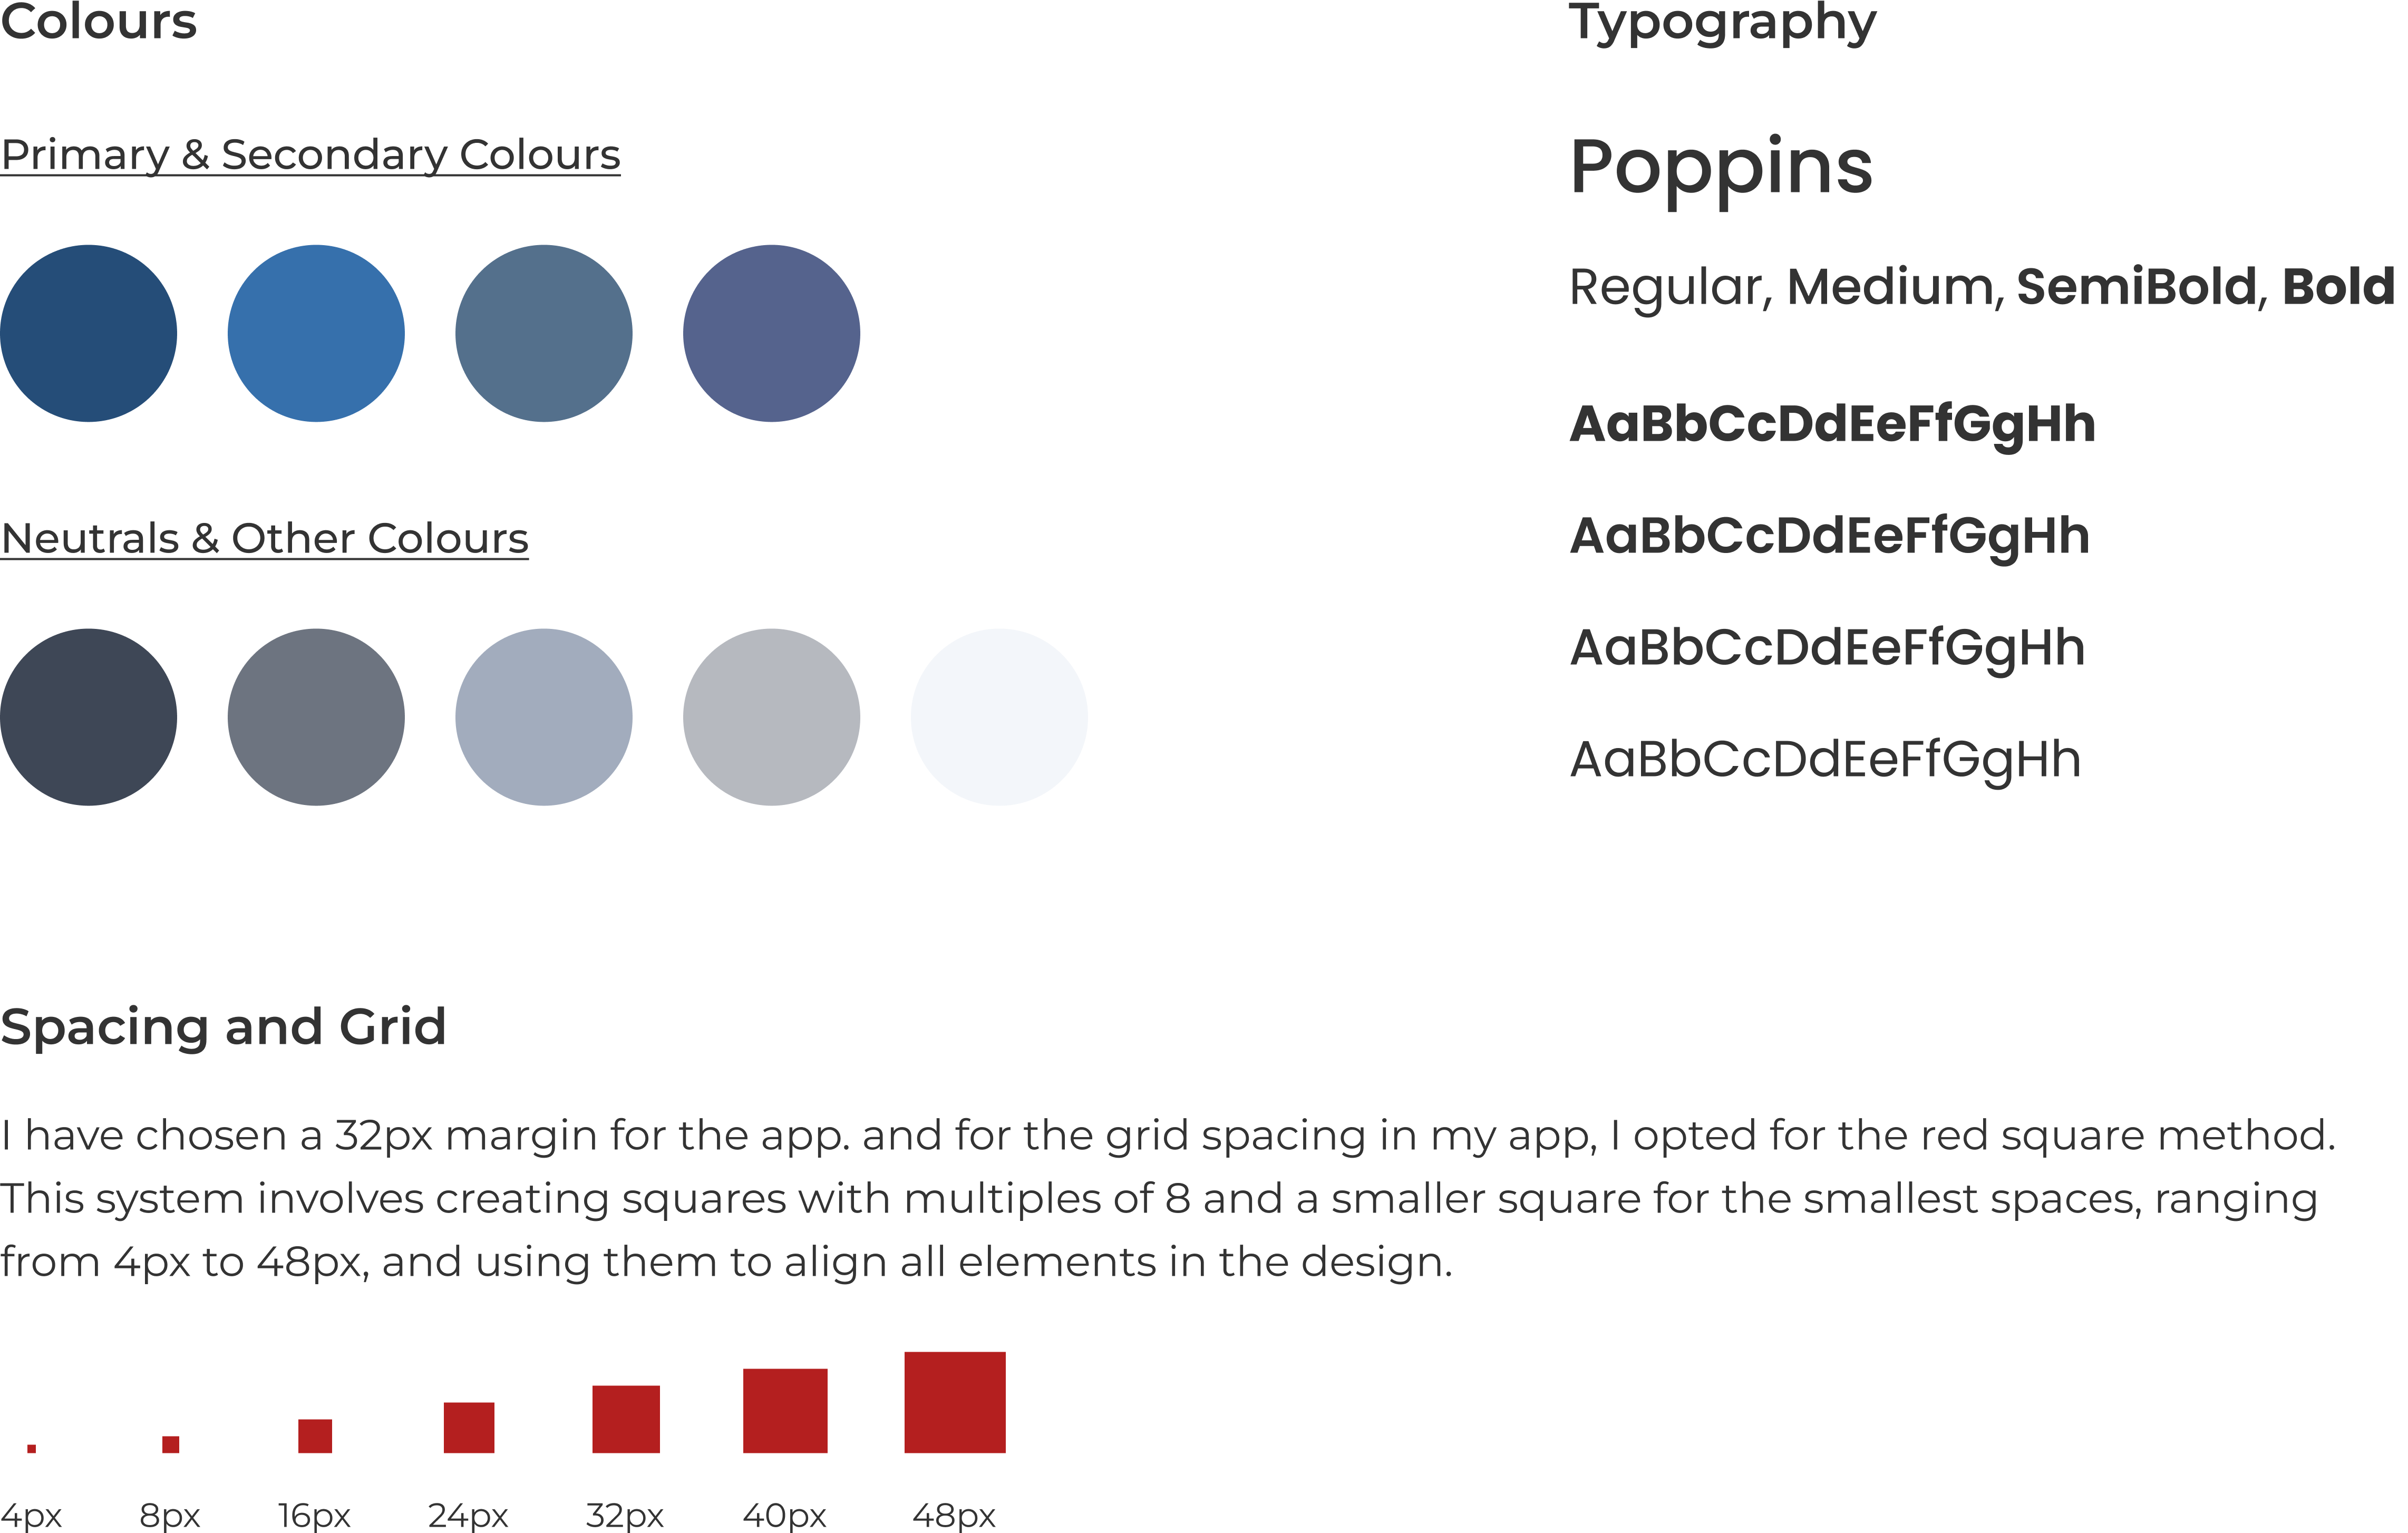 Colours
Primary & Secondary Colours
Neutrals & Other Colours
Typography
Poppins
Regular, Medium, SemiBold, Bold
AaBbCcDdEeFfGgHh
AaBbCcDdEeFfGgHh
AaBbCcDdEeFfGgHh
AaBbCcDdEeFfGgHh
Spacing and Grid
I have chosen a 32px margin for the app. and for the grid spacing in my app, I opted for the red square method.
This system involves creating squares with multiples of 8 and a smaller square for the smallest spaces, ranging
from 4px to 48px, and using them to align all elements in the design.
4px 8px 16px 24px 32px 40px 48px